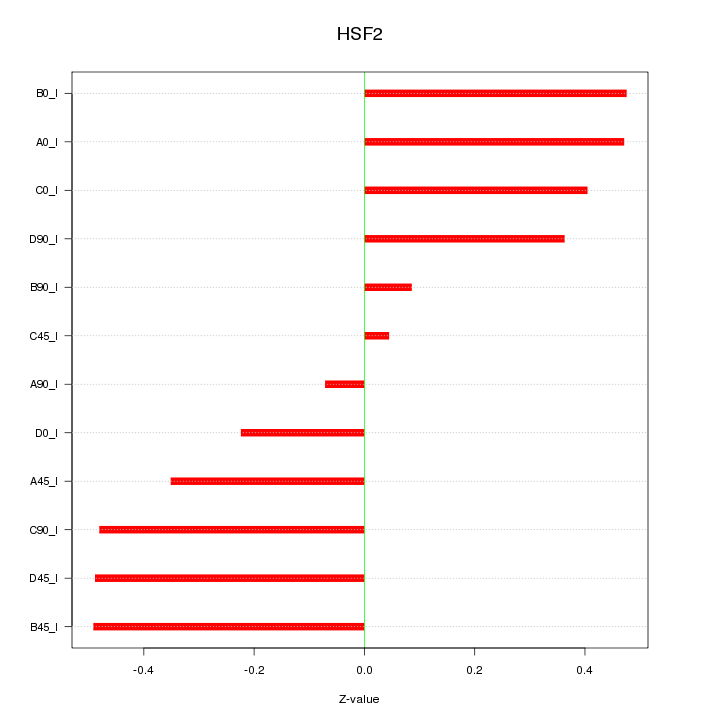 HSF2
B0_I
A0_I
C0_I
D90_I
B90_I
C45_I
A90_I
D0_I
A45_I
C90_I
D45_I
B45_I
-0.4 -0.2 0.0 0.2 0.4
Z-value